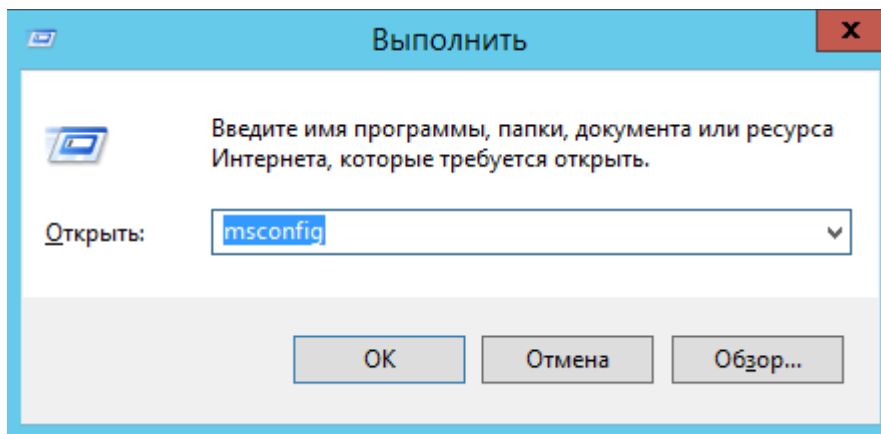 Выполнить
Введите имя программы, папки, документа или ресурса
Интернета, которые требуется открыть.
Открыть: msconfig
OK Отмена Обзор...